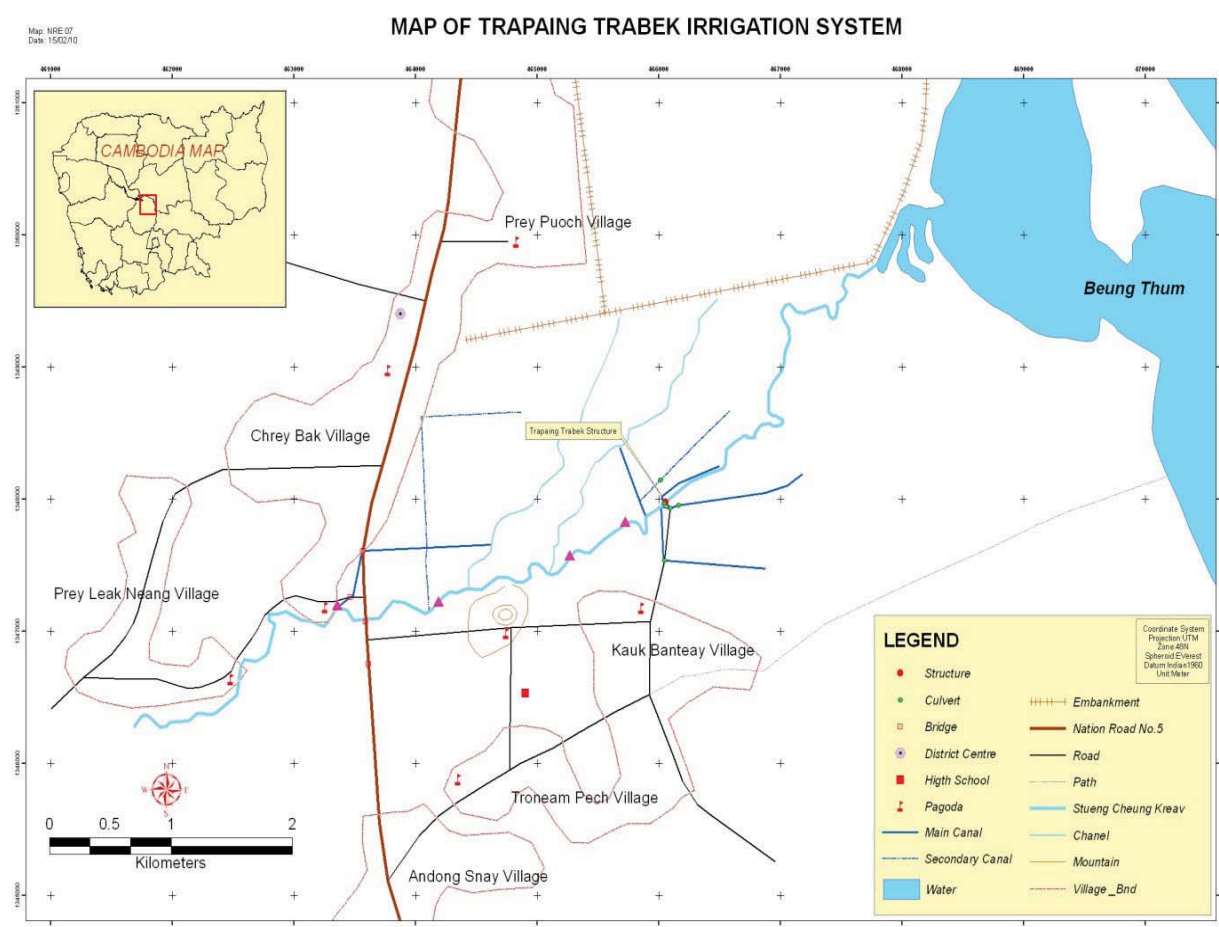 Map: NRE 07
Date: 15/02/10
MAP OF TRAPAING TRABEK IRRIGATION SYSTEM
CAMBODIA MAP
Prey Puoch Village
Beung Thum
Chrey Bak Village
Trapaing Trabek Structure
Prey Leak Neang Village
Kauk Banteay Village
Troneam Pech Village
Andong Snay Village
N
W
E
S
0 0.5 1 2
Kilometers
LEGEND
Coordinate System
Projection:UTM
Zone:48N
Spheroid:EVerest
Datum:Indian1960
Unit:Meter
Structure
Culvert
Bridge
District Centre
Higth School
Pagoda
Main Canal
Secondary Canal
Water
Embankment
Nation Road No.5
Road
Path
Stueng Cheung Kreav
Chanel
Mountain
Village_Bnd